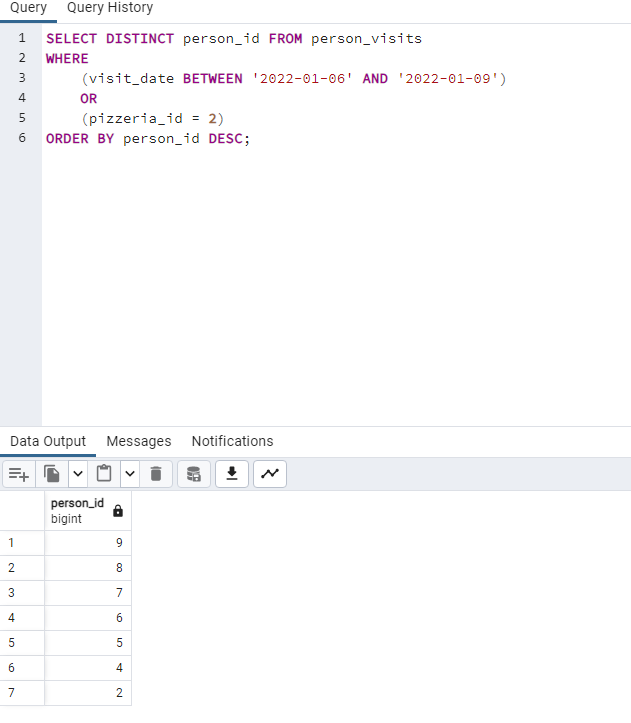 Query Query History
1 SELECT DISTINCT person_id FROM person_visits
2 WHERE
3 (visit_date BETWEEN '2022-01-06' AND '2022-01-09')
4 OR
5 (pizzeria_id = 2)
6 ORDER BY person_id DESC;
Data Output Messages Notifications
person_id
bigint
1 9
2 8
3 7
4 6
5 5
6 4
7 2